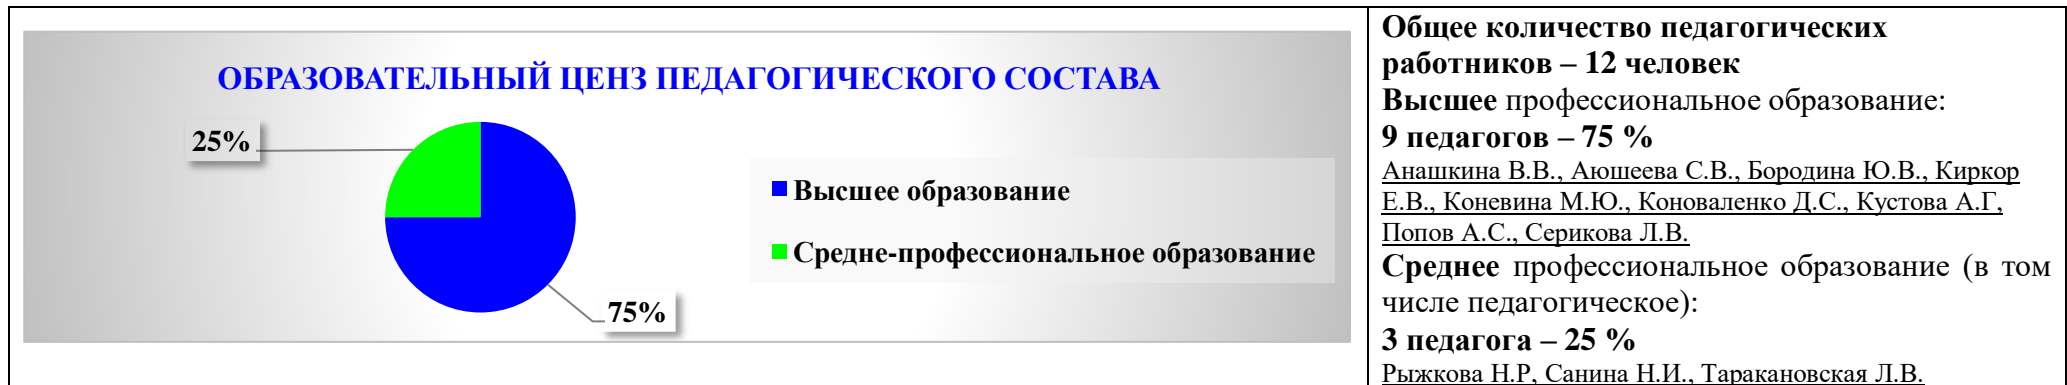 ОБРАЗОВАТЕЛЬНЫЙ ЦЕНЗ ПЕДАГОГИЧЕСКОГО СОСТАВА
25%
75%
Высшее образование
Средне-профессиональное образование
Общее количество педагогических
работников – 12 человек
Высшее профессиональное образование:
9 педагогов – 75 %
Анашкина В.В., Аюшеева С.В., Бородина Ю.В., Киркор
Е.В., Коневина М.Ю., Коноваленко Д.С., Кустова А.Г,
Попов А.С., Серикова Л.В.
Среднее профессиональное образование (в том
числе педагогическое):
3 педагога – 25 %
Рыжкова Н.Р, Санина Н.И., Таракановская Л.В.